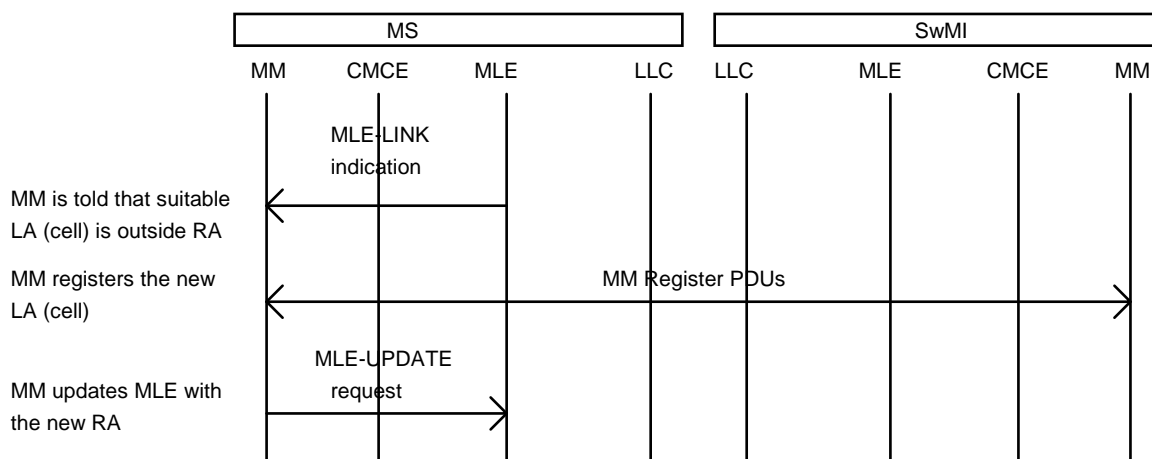 MS SwMI
MM CMCE MLE LLC LLC MLE CMCE MM
MLE-LINK
indication
MM is told that suitable
LA (cell) is outside RA
MM registers the new
LA (cell)
MM Register PDUs
MLE-UPDATE
request
MM updates MLE with
the new RA